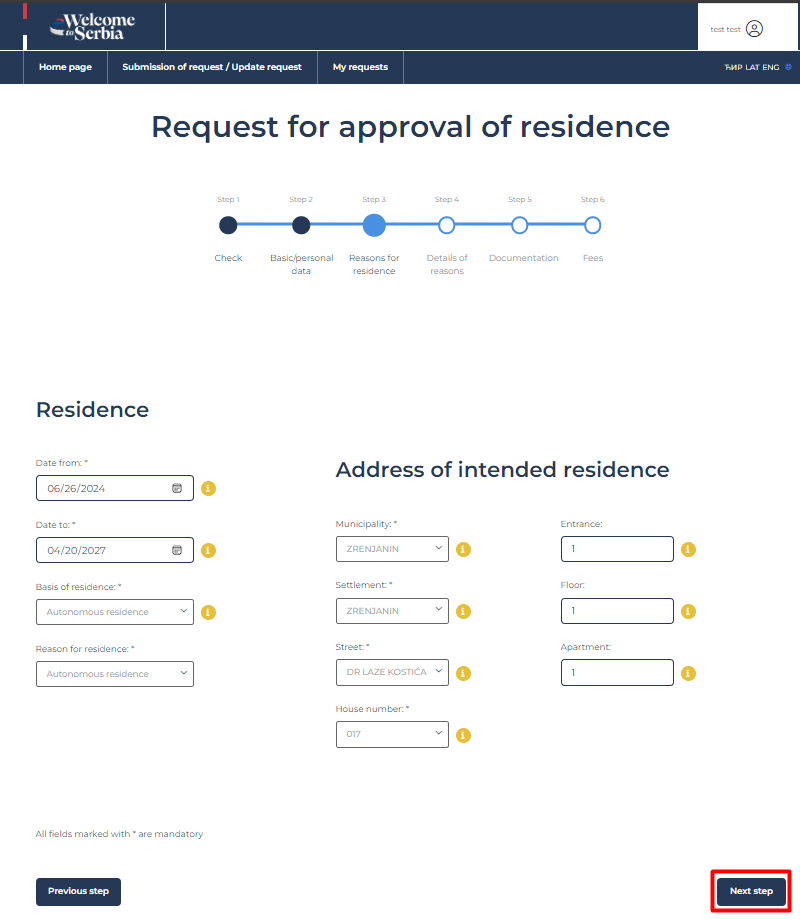 Welcome
to Serbia
test test
Home page
Submission of request / Update request
My requests
ЋИР LAT ENG
Request for approval of residence
Step 1
Step 2
Step 3
Step 4
Step 5
Step 6
Check
Basic/personal
data
Reasons for
residence
Details of
reasons
Documentation
Fees
Residence
Date from: *
06/26/2024
Date to: *
04/20/2027
Basis of residence: *
Autonomous residence
Reason for residence: *
Autonomous residence
Address of intended residence
Municipality: *
ZRENJANIN
Settlement: *
ZRENJANIN
Street: *
DR LAZE KOSTIĆA
House number: *
017
Entrance:
1
Floor:
1
Apartment:
1
All fields marked with * are mandatory
Previous step
Next step